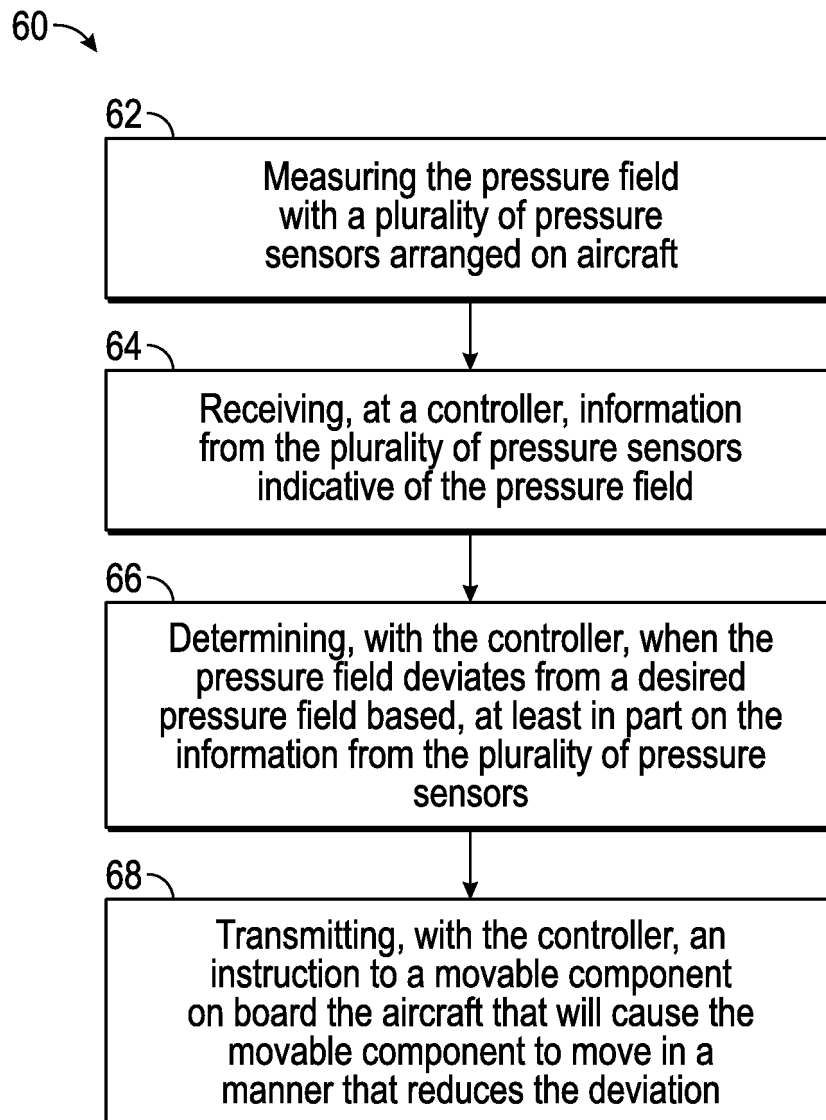 60
62
Measuring the pressure field
with a plurality of pressure
sensors arranged on aircraft
64
Receiving, at a controller, information
from the plurality of pressure sensors
indicative of the pressure field
66
Determining, with the controller, when the
pressure field deviates from a desired
pressure field based, at least in part on the
information from the plurality of pressure
sensors
68
Transmitting, with the controller, an
instruction to a movable component
on board the aircraft that will cause the
movable component to move in a
manner that reduces the deviation